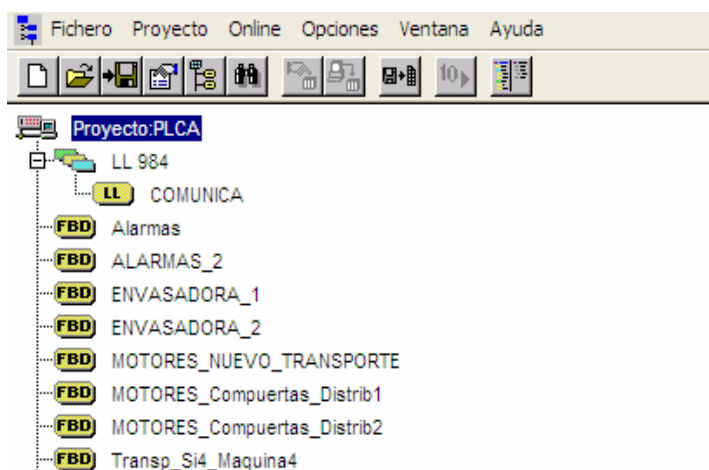 Fichero Proyecto Online Opciones Ventana Ayuda
10
Proyecto:PLCA
LL 984
LL COMUNICA
FBD Alarmas
FBD ALARMAS_2
FBD ENVASADORA_1
FBD ENVASADORA_2
FBD MOTORES_NUEVO_TRANSPORTE
FBD MOTORES_Compuertas_Distrib1
FBD MOTORES_Compuertas_Distrib2
FBD Transp_Si4_Maquina4